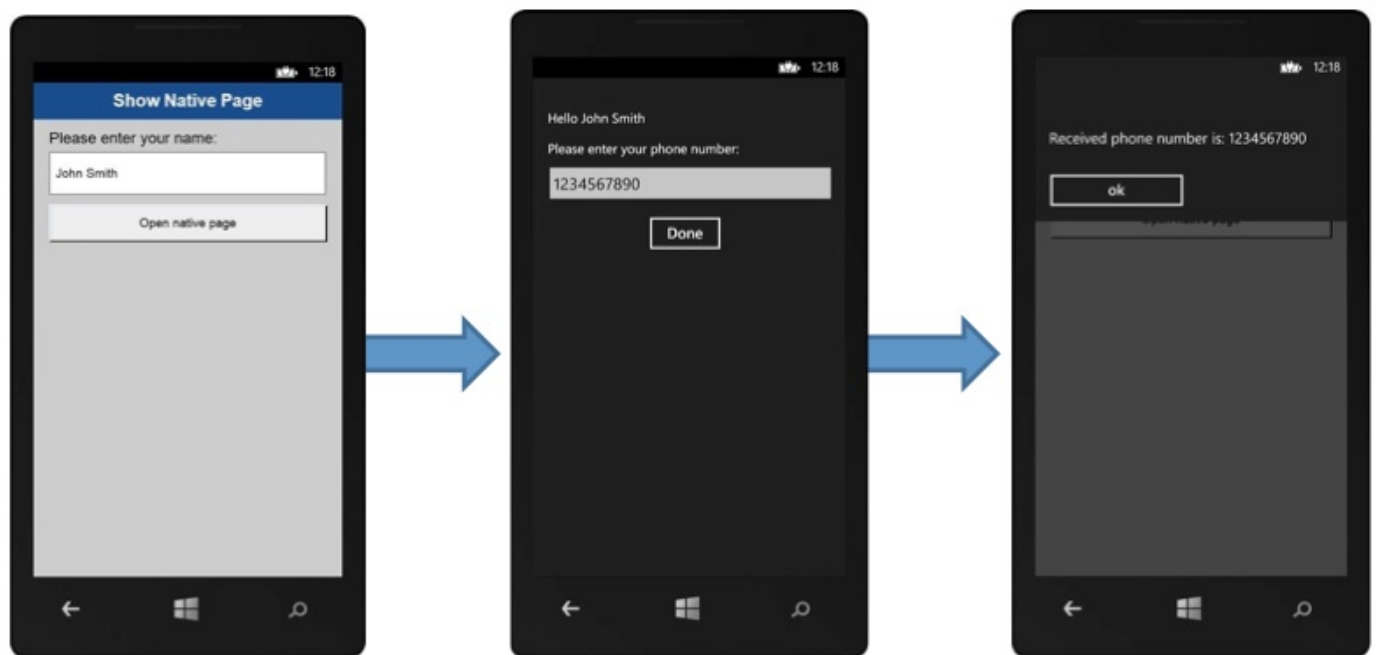 12:18
Show Native Page
Please enter your name:
John Smith
Open native page
12:18
Hello John Smith
Please enter your phone number:
1234567890
Done
12:18
Received phone number is: 1234567890
ok